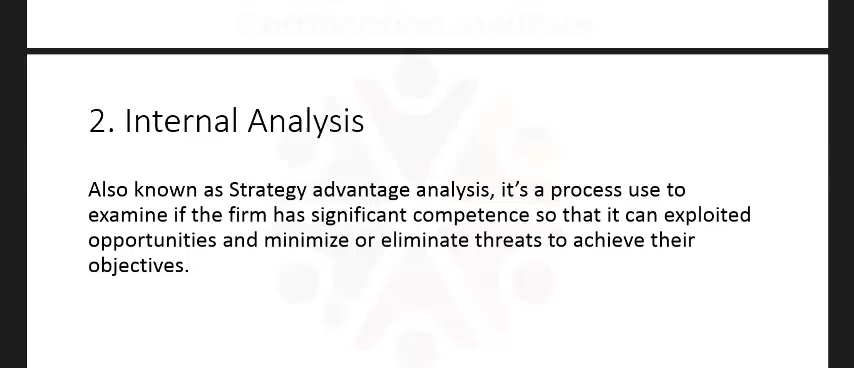 2. Internal Analysis
Also known as Strategy advantage analysis, it's a process use to
examine if the firm has significant competence so that it can exploited
opportunities and minimize or eliminate threats to achieve their
objectives.